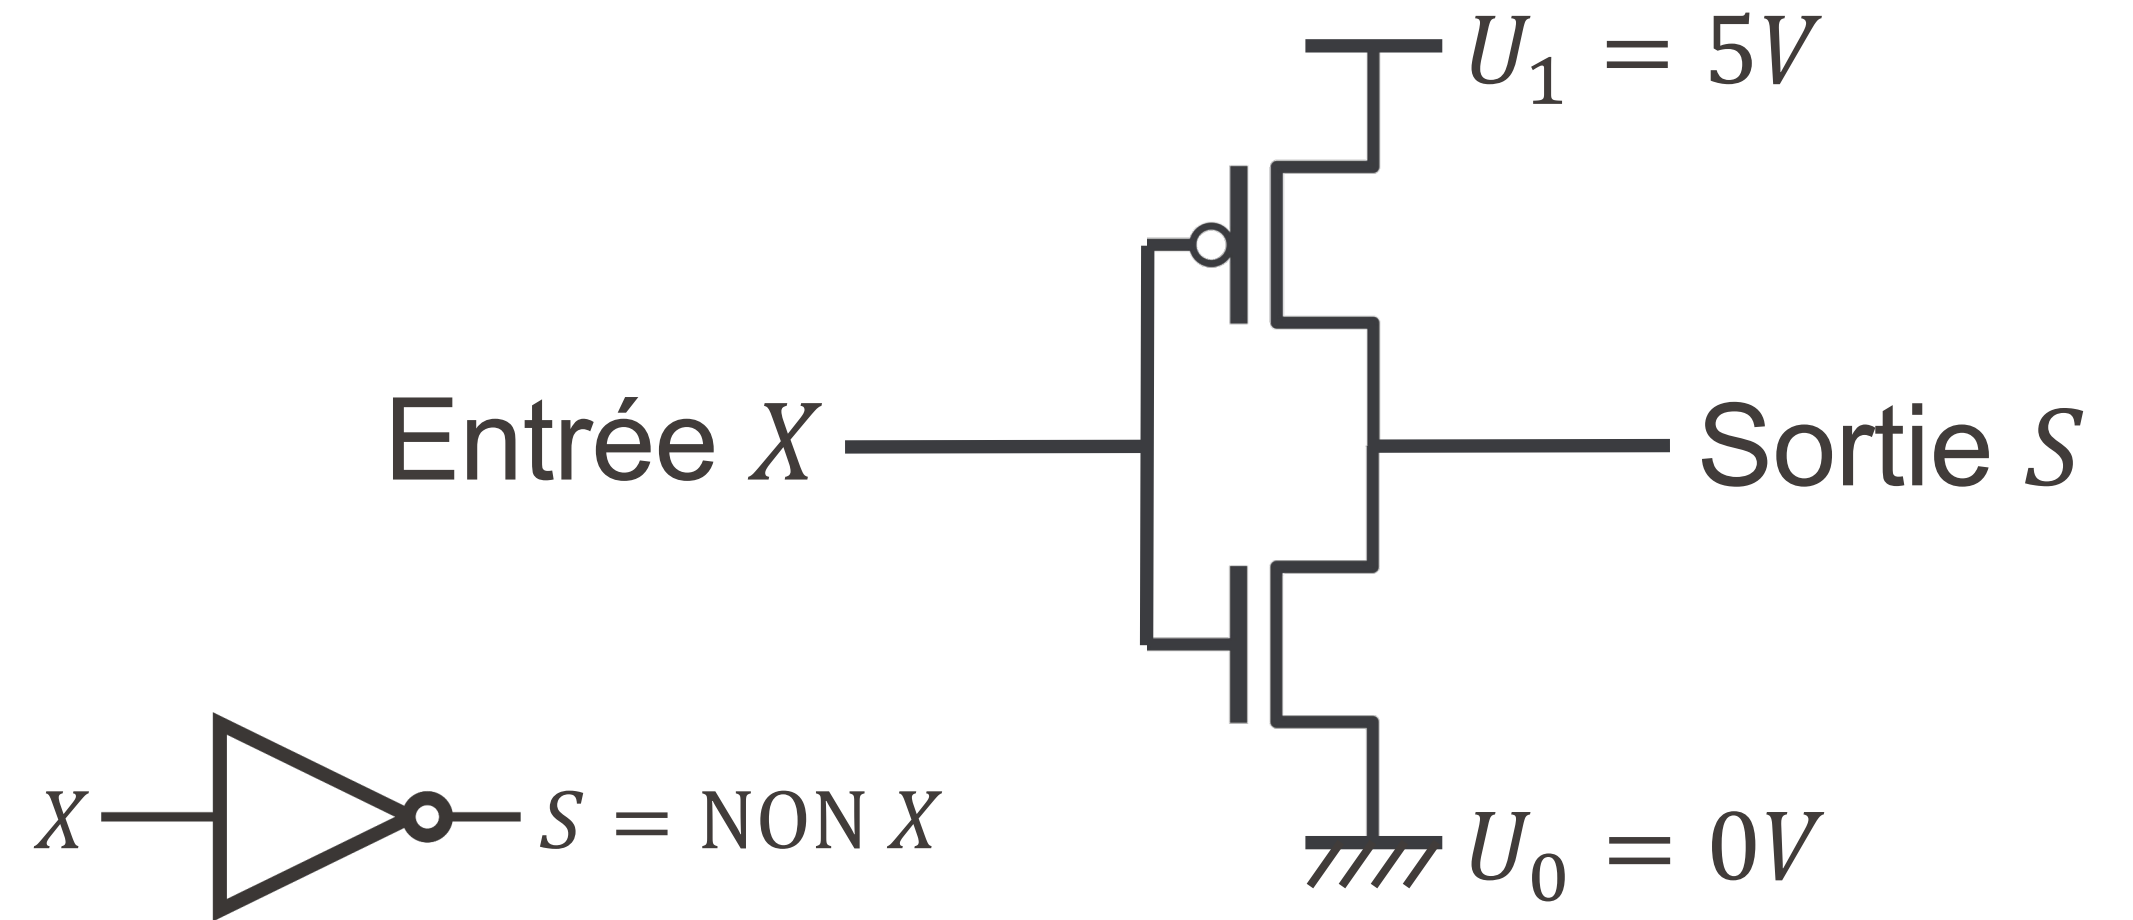 U₁ = 5V
Entrée X
Sortie S
X
S = NON X
U₀ = 0V